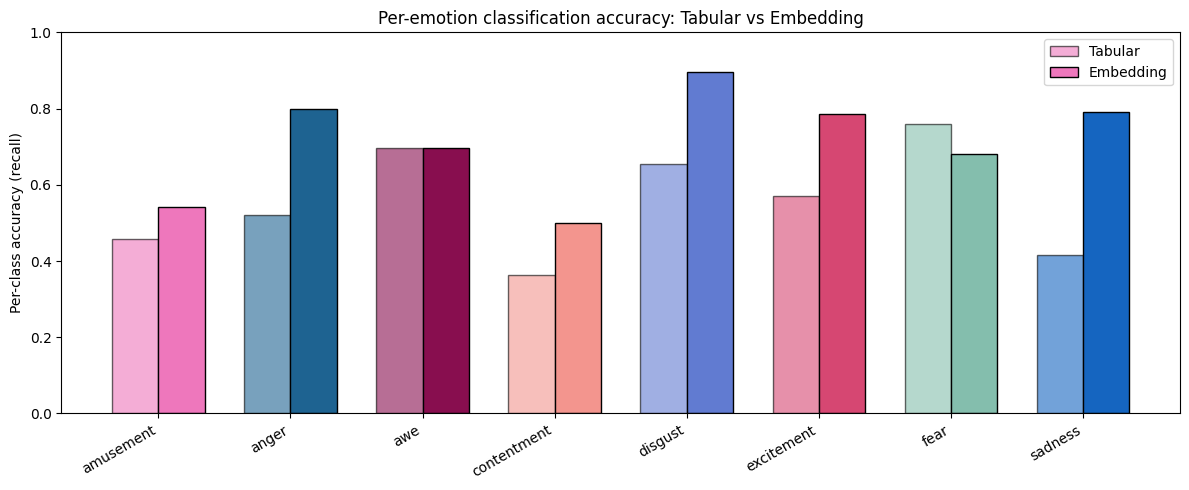 Per-emotion classification accuracy: Tabular vs Embedding
Tabular
Embedding
Per-class accuracy (recall)
1.0
0.8
0.6
0.4
0.2
0.0
amusement
anger
awe
contentment
disgust
excitement
fear
sadness